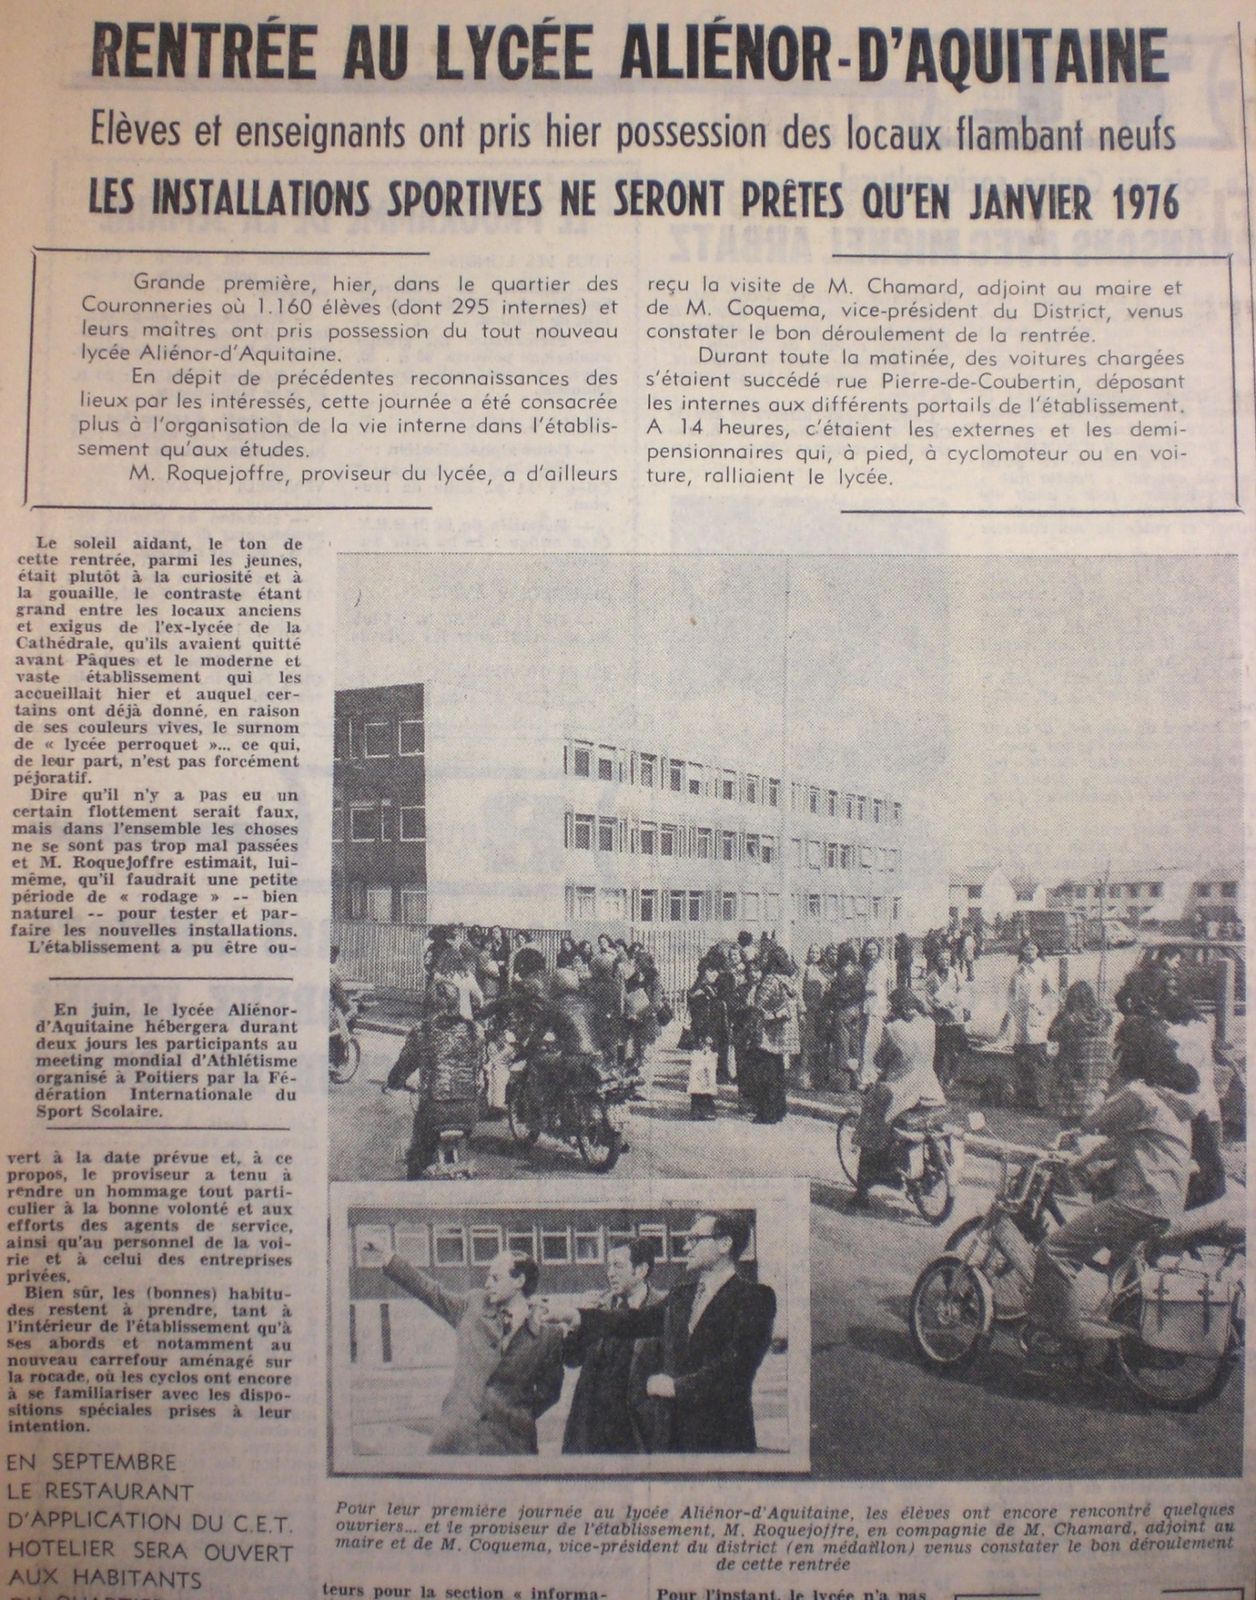 RENTRÉE AU LYCÉE ALIÉNOR-D'AQUITAINE
Elèves et enseignants ont pris hier possession des locaux flambant neufs
LES INSTALLATIONS SPORTIVES NE SERONT PRÊTES QU'EN JANVIER 1976
Grande première, hier, dans le quartier des
Couronneries où 1.160 élèves (dont 295 internes) et
leurs maîtres ont pris possession du tout nouveau
lycée Aliénor-d'Aquitaine.
En dépit de précédentes reconnaissances des
lieux par les intéressés, cette journée a été consacrée
plus à l'organisation de la vie interne dans l'établis-
sement qu'aux études.
M. Roquejoffre, proviseur du lycée, a d'ailleurs
reçu la visite de M. Chamard, adjoint au maire et
de M. Coquema, vice-président du District, venus
constater le bon déroulement de la rentrée.
Durant toute la matinée, des voitures chargées
s'étaient succédé rue Pierre-de-Coubertin, déposant
les internes aux différents portails de l'établissement.
A 14 heures, c'étaient les externes et les demi-
pensionnaires qui, à pied, à cyclomoteur ou en voi-
ture, ralliaient le lycée.
Le soleil aidant, le ton de
cette rentrée, parmi les jeunes,
était plutôt à la curiosité et à
la gouaille, le contraste étant
grand entre les locaux anciens
et exigus de l'ex-lycée de la
Cathédrale, qu'ils avaient quitté
avant Pâques et le moderne et
vaste établissement qui les
accueillait hier et auquel cer-
tains ont déjà donné, en raison
de ses couleurs vives, le surnom
de « lycée perroquet »... ce qui,
de leur part, n'est pas forcément
péjoratif.
Dire qu'il n'y a pas eu un
certain flottement serait faux,
mais dans l'ensemble les choses
ne se sont pas trop mal passées
et M. Roquejoffre estimait, lui-
même, qu'il faudrait une petite
période de « rodage » -- bien
naturel -- pour tester et par-
faire les nouvelles installations.
L'établissement a pu être ou-
En juin, le lycée Aliénor-
d'Aquitaine hébergera durant
deux jours les participants au
meeting mondial d'Athlétisme
organisé à Poitiers par la Fé-
dération Internationale du
Sport Scolaire.
vert à la date prévue et, à ce
propos, le proviseur a tenu à
rendre un hommage tout parti-
culier à la bonne volonté et aux
efforts des agents de service,
ainsi qu'au personnel de la voi-
rie et à celui des entreprises
privées.
Bien sûr, les (bonnes) habitu-
des restent à prendre, tant à
l'intérieur de l'établissement qu'à
ses abords et notamment au
nouveau carrefour aménagé sur
la rocade, où les cyclos ont encore
à se familiariser avec les dispo-
sitions spéciales prises à leur
intention.
EN SEPTEMBRE
LE RESTAURANT
D'APPLICATION DU C.E.T.
HOTELIER SERA OUVERT
AUX HABITANTS
DU QUARTIER
Pour leur première journée au lycée Aliénor-d'Aquitaine, les élèves ont encore rencontré quelques
ouvriers... et le proviseur de l'établissement, M. Roquejoffre, en compagnie de M. Chamard, adjoint au
maire et de M. Coquema, vice-président du district (en médaillon) venus constater le bon déroulement
de cette rentrée
teurs pour la section « informa-
Pour l'instant, le lycée n'a pas